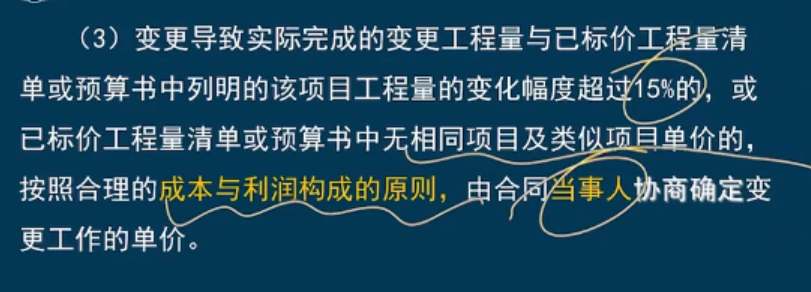 （3）变更导致实际完成的变更工程量与已标价工程量清
单或预算书中列明的该项目工程量的变化幅度超过15%的，或
已标价工程量清单或预算书中无相同项目及类似项目单价的，
按照合理的成本与利润构成的原则，由合同当事人协商确定变
更工作的单价。